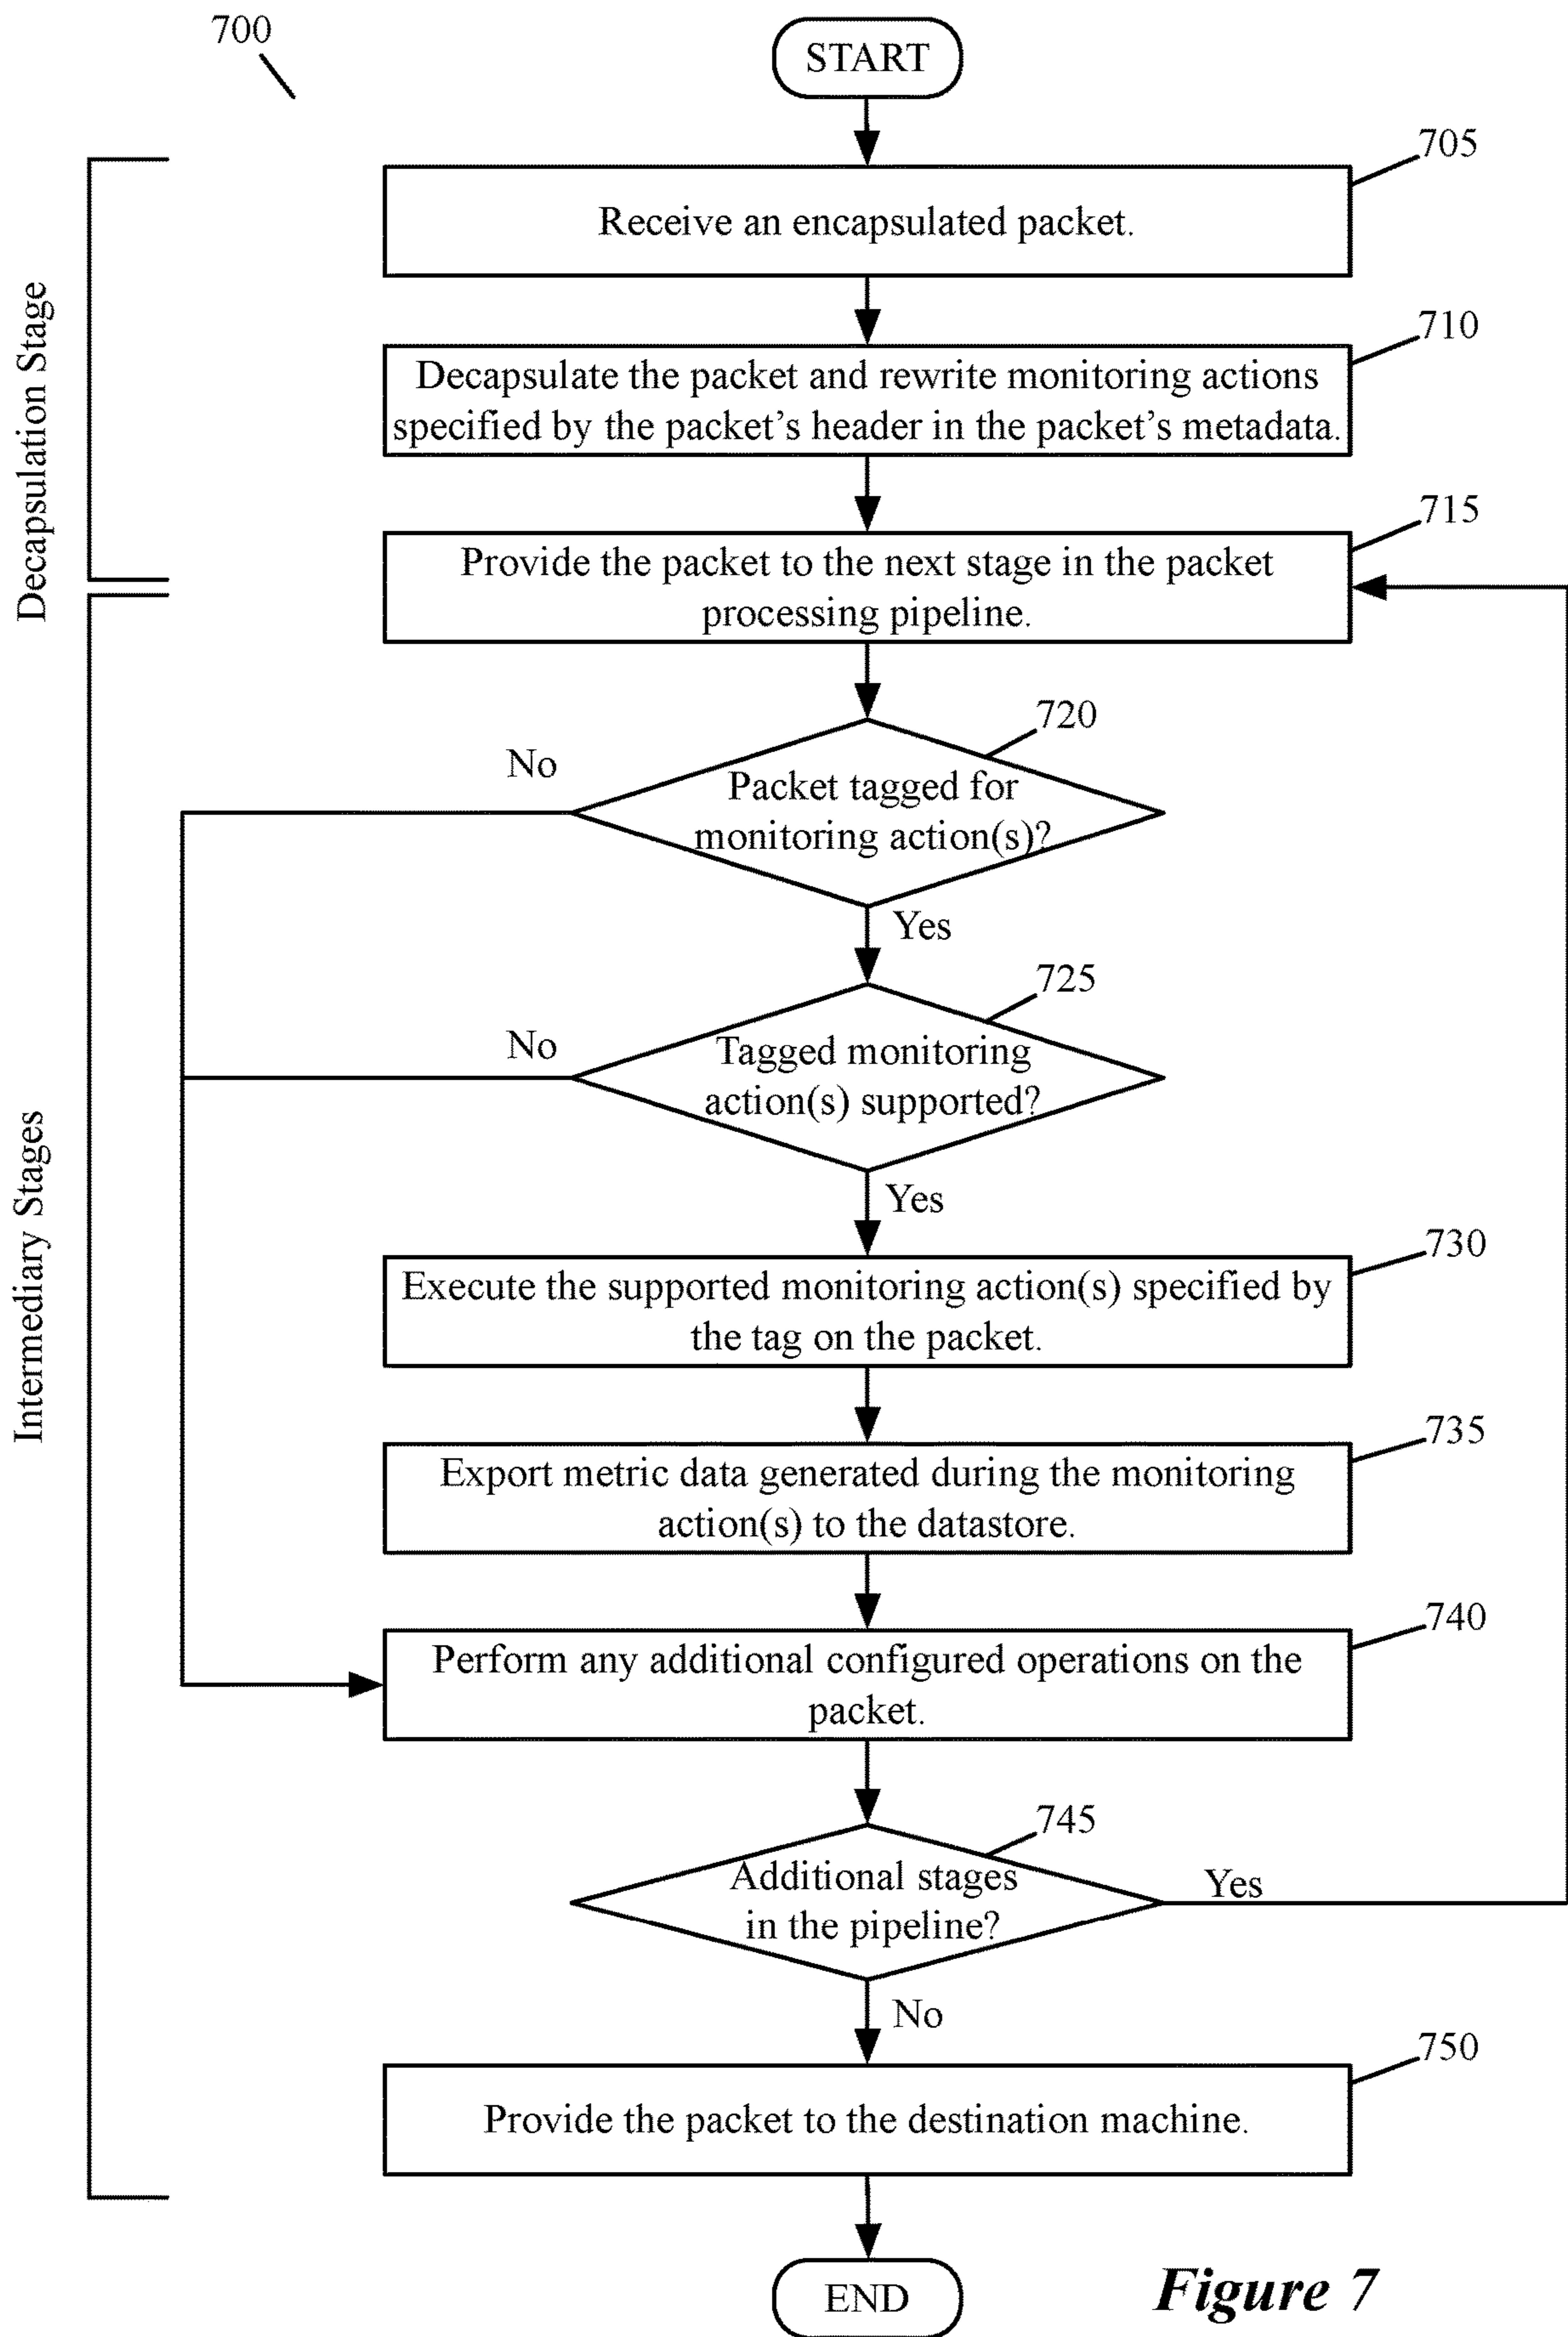 700
START
705
Receive an encapsulated packet.
710
Decapsulate the packet and rewrite monitoring actions
specified by the packet's header in the packet's metadata.
715
Provide the packet to the next stage in the packet
processing pipeline.
Decapsulation Stage
720
No
Packet tagged for
monitoring action(s)?
Yes
725
No
Tagged monitoring
action(s) supported?
Yes
730
Execute the supported monitoring action(s) specified by
the tag on the packet.
Intermediary Stages
735
Export metric data generated during the monitoring
action(s) to the datastore.
740
Perform any additional configured operations on the
packet.
745
Additional stages
in the pipeline?
Yes
No
750
Provide the packet to the destination machine.
END
Figure 7